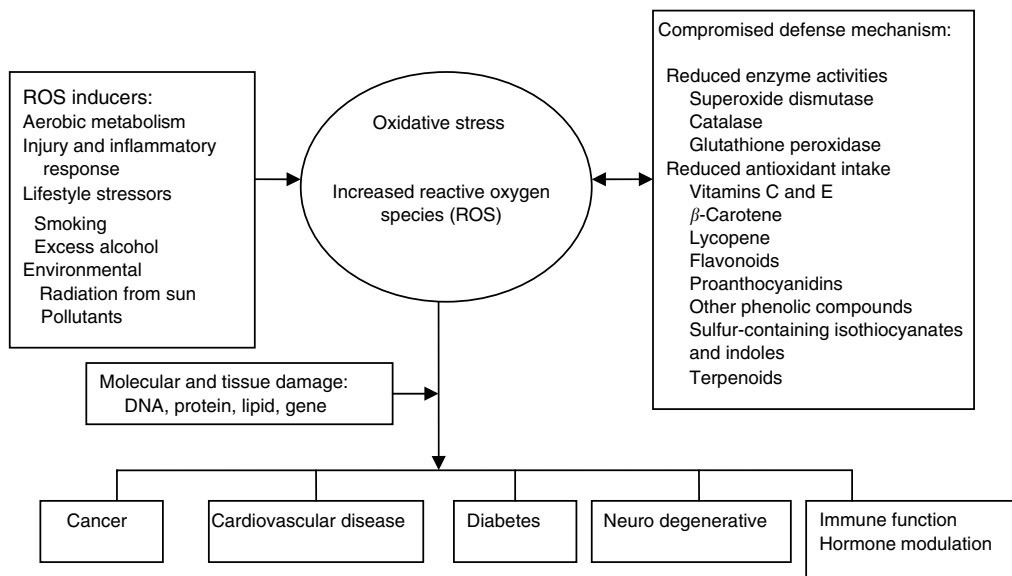 ROS inducers:
Aerobic metabolism
Injury and inflammatory
response
Lifestyle stressors
Smoking
Excess alcohol
Environmental
Radiation from sun
Pollutants
Oxidative stress
Increased reactive oxygen
species (ROS)
Compromised defense mechanism:
Reduced enzyme activities
Superoxide dismutase
Catalase
Glutathione peroxidase
Reduced antioxidant intake
Vitamins C and E
β-Carotene
Lycopene
Flavonoids
Proanthocyanidins
Other phenolic compounds
Sulfur-containing isothiocyanates
and indoles
Terpenoids
Molecular and tissue damage:
DNA, protein, lipid, gene
Cancer
Cardiovascular disease
Diabetes
Neuro degenerative
Immune function
Hormone modulation